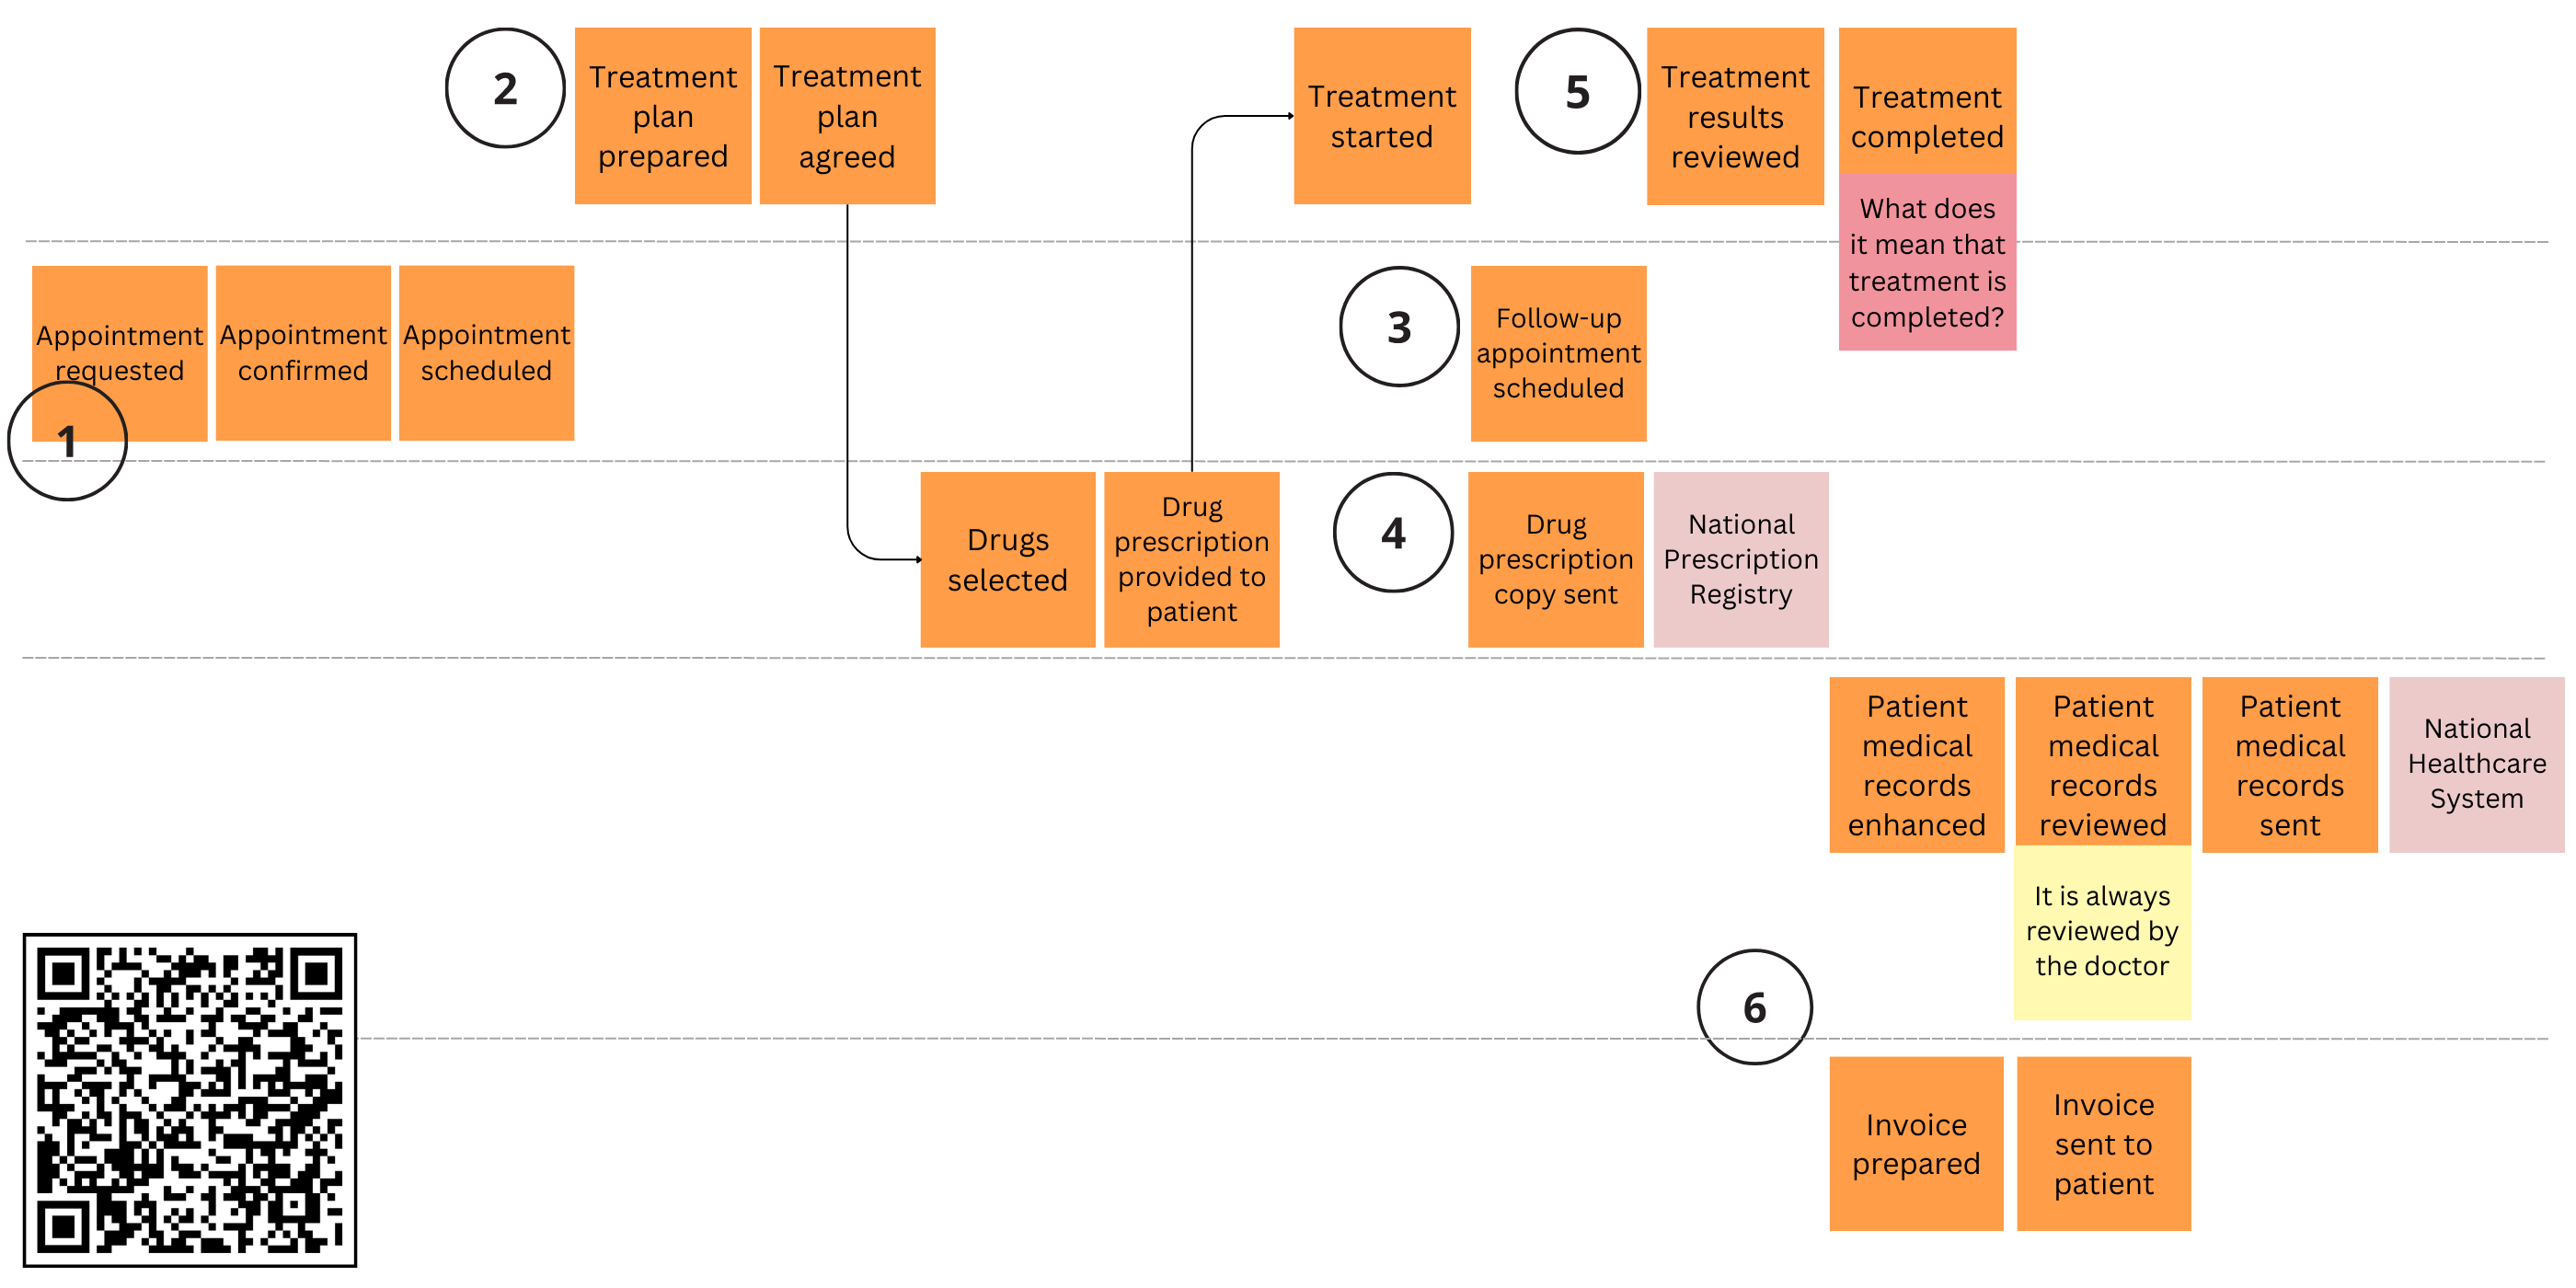 2
Treatment
plan
prepared
Treatment
plan
agreed
Treatment
started
5
Treatment
results
reviewed
Treatment
completed
What does
it mean that
treatment is
completed?
Appointment
requested
1
Appointment
confirmed
Appointment
scheduled
3
Follow-up
appointment
scheduled
Drugs
selected
Drug
prescription
provided to
patient
4
Drug
prescription
copy sent
National
Prescription
Registry
Patient
medical
records
enhanced
Patient
medical
records
reviewed
It is always
reviewed by
the doctor
Patient
medical
records
sent
National
Healthcare
System
6
Invoice
prepared
Invoice
sent to
patient